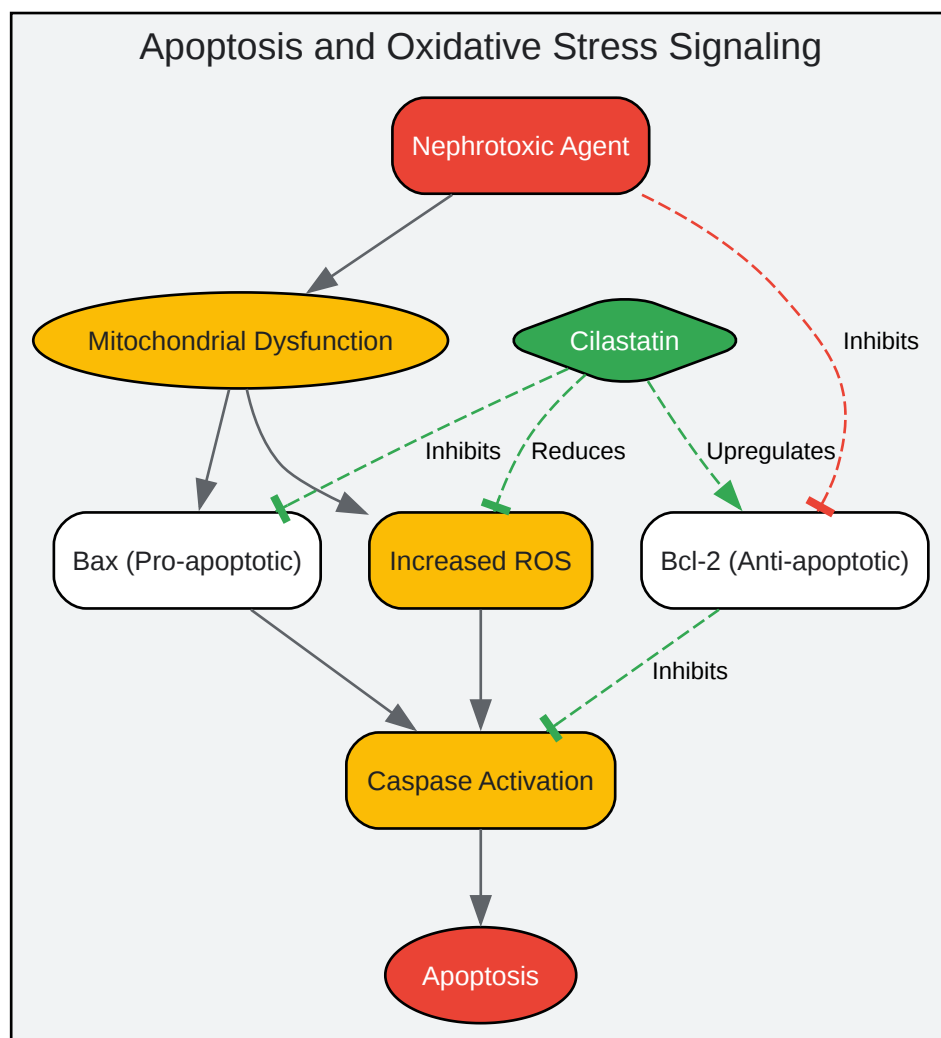 Apoptosis and Oxidative Stress Signaling
Nephrotoxic Agent
Mitochondrial Dysfunction
Cilastatin
Inhibits
Inhibits
Reduces
Upregulates
Bax (Pro-apoptotic)
Increased ROS
Bcl-2 (Anti-apoptotic)
Inhibits
Caspase Activation
Apoptosis